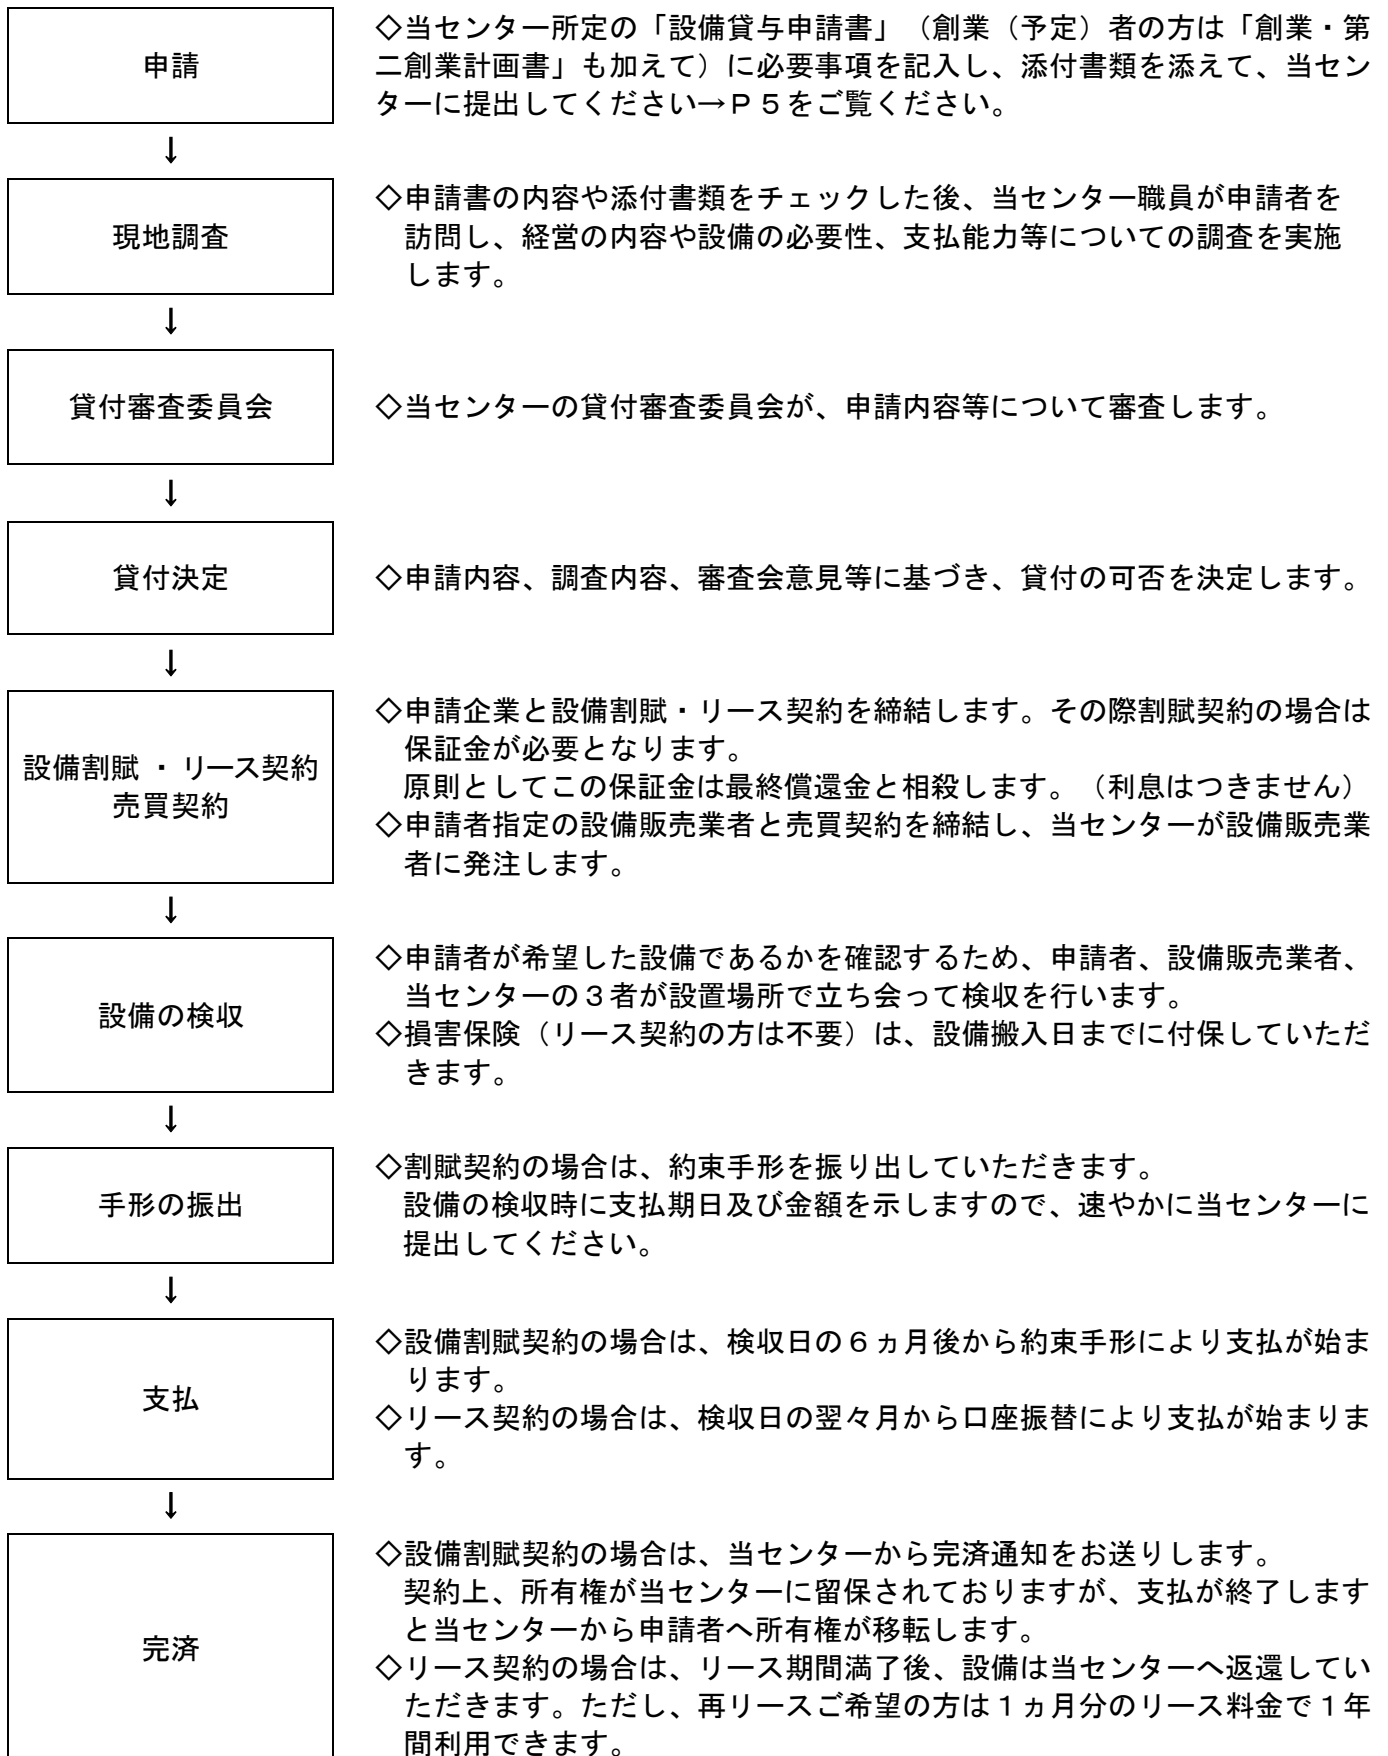 申請
◇当センター所定の「設備貸与申請書」（創業（予定）者の方は「創業・第
二創業計画書」も加えて）に必要事項を記入し、添付書類を添えて、当セン
ターに提出してください→Ｐ５をご覧ください。
↓
現地調査
◇申請書の内容や添付書類をチェックした後、当センター職員が申請者を
訪問し、経営の内容や設備の必要性、支払能力等についての調査を実施
します。
↓
貸付審査委員会
◇当センターの貸付審査委員会が、申請内容等について審査します。
↓
貸付決定
◇申請内容、調査内容、審査会意見等に基づき、貸付の可否を決定します。
↓
設備割賦 ・ リース契約
売買契約
◇申請企業と設備割賦・リース契約を締結します。その際割賦契約の場合は
保証金が必要となります。
原則としてこの保証金は最終償還金と相殺します。（利息はつきません）
◇申請者指定の設備販売業者と売買契約を締結し、当センターが設備販売業
者に発注します。
↓
設備の検収
◇申請者が希望した設備であるかを確認するため、申請者、設備販売業者、
当センターの３者が設置場所で立ち会って検収を行います。
◇損害保険（リース契約の方は不要）は、設備搬入日までに付保していただ
きます。
↓
手形の振出
◇割賦契約の場合は、約束手形を振り出していただきます。
設備の検収時に支払期日及び金額を示しますので、速やかに当センターに
提出してください。
↓
支払
◇設備割賦契約の場合は、検収日の６ヵ月後から約束手形により支払が始ま
ります。
◇リース契約の場合は、検収日の翌々月から口座振替により支払が始まりま
す。
↓
完済
◇設備割賦契約の場合は、当センターから完済通知をお送りします。
契約上、所有権が当センターに留保されておりますが、支払が終了します
と当センターから申請者へ所有権が移転します。
◇リース契約の場合は、リース期間満了後、設備は当センターへ返還してい
ただきます。ただし、再リースご希望の方は１ヵ月分のリース料金で１年
間利用できます。